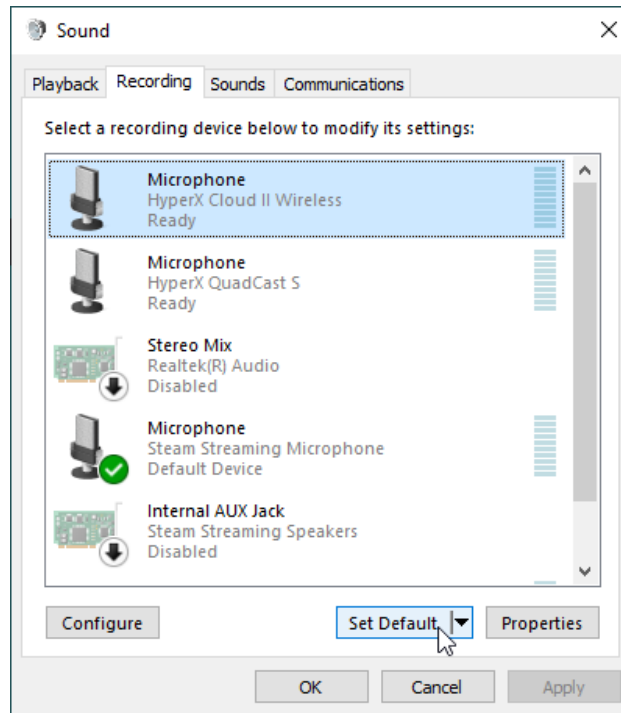 Sound
Playback Recording Sounds Communications
Select a recording device below to modify its settings:
Microphone
HyperX Cloud II Wireless
Ready
Microphone
HyperX QuadCast S
Ready
Stereo Mix
Realtek(R) Audio
Disabled
Microphone
Steam Streaming Microphone
Default Device
Internal AUX Jack
Steam Streaming Speakers
Disabled
Configure Set Default Properties
OK Cancel Apply